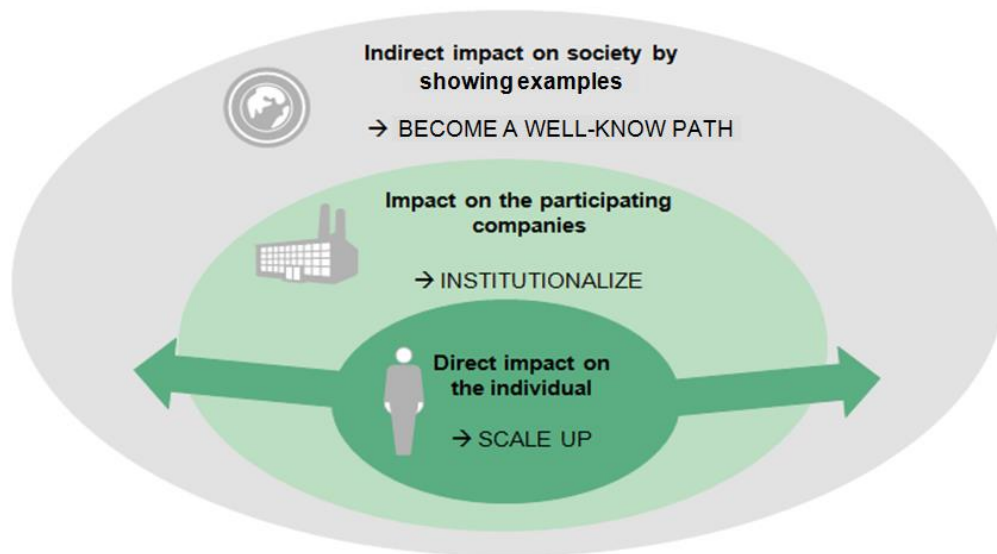 Indirect impact on society by
showing examples
→ BECOME A WELL-KNOW PATH
Impact on the participating
companies
→ INSTITUTIONALIZE
Direct impact on
the individual
→ SCALE UP